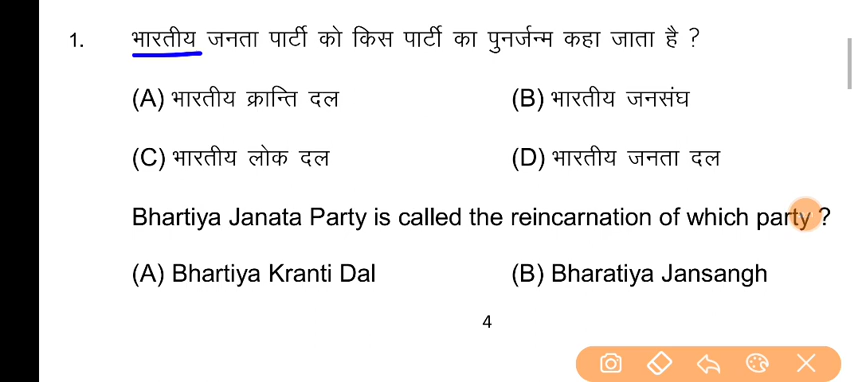 1. भारतीय जनता पार्टी को किस पार्टी का पुनर्जन्म कहा जाता है ?
(A) भारतीय क्रान्ति दल (B) भारतीय जनसंघ
(C) भारतीय लोक दल (D) भारतीय जनता दल
Bhartiya Janata Party is called the reincarnation of which party ?
(A) Bhartiya Kranti Dal (B) Bharatiya Jansangh
4